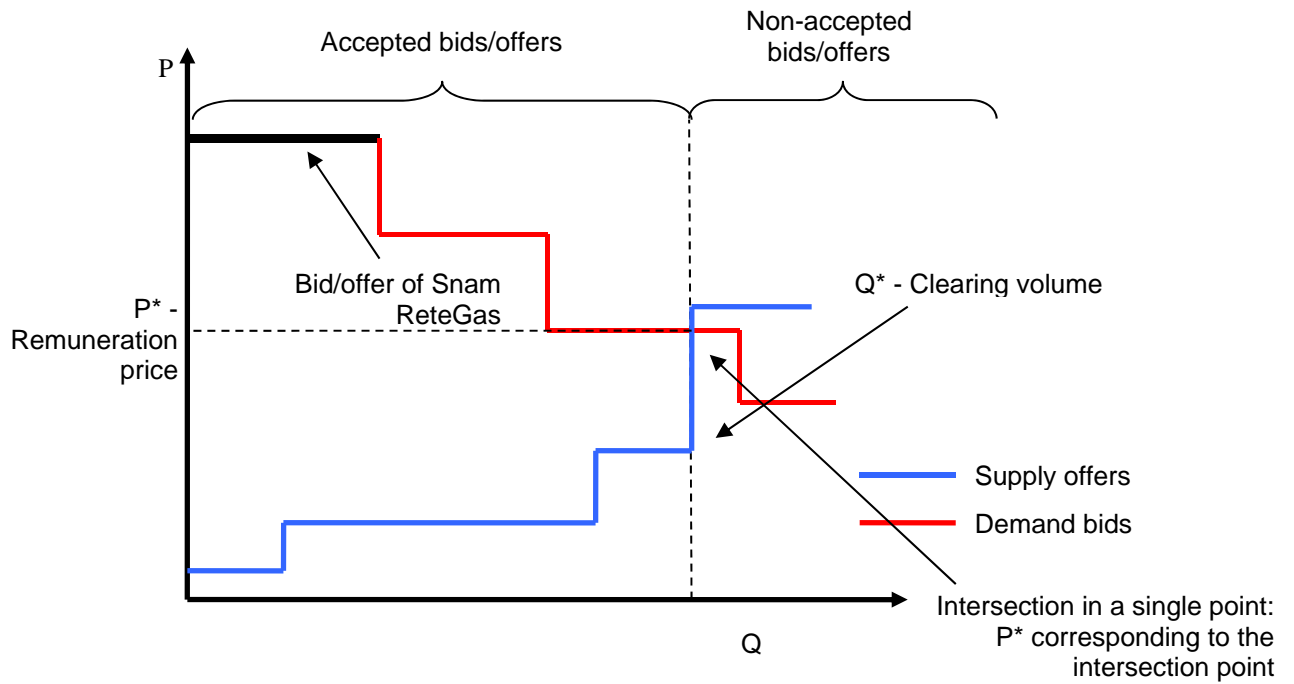 Accepted bids/offers
Non-accepted
bids/offers
P
Bid/offer of Snam
ReteGas
Q* - Clearing volume
P* -
Remuneration
price
Supply offers
Demand bids
Intersection in a single point:
P* corresponding to the
intersection point
Q